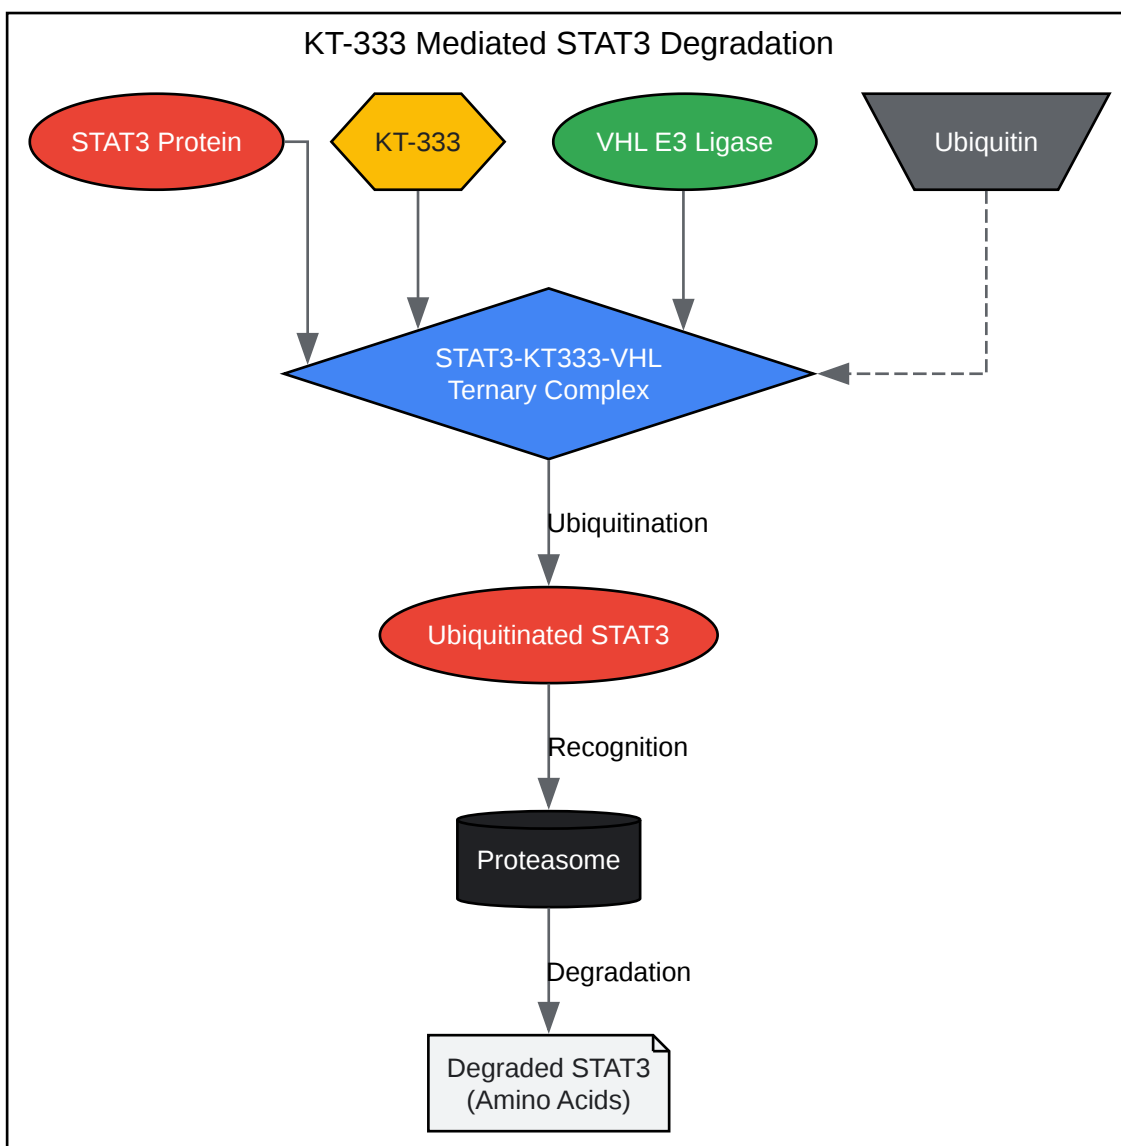 KT-333 Mediated STAT3 Degradation
STAT3 Protein
KT-333
VHL E3 Ligase
Ubiquitin
STAT3-KT333-VHL
Ternary Complex
Ubiquitination
Ubiquitinated STAT3
Recognition
Proteasome
Degradation
Degraded STAT3
(Amino Acids)